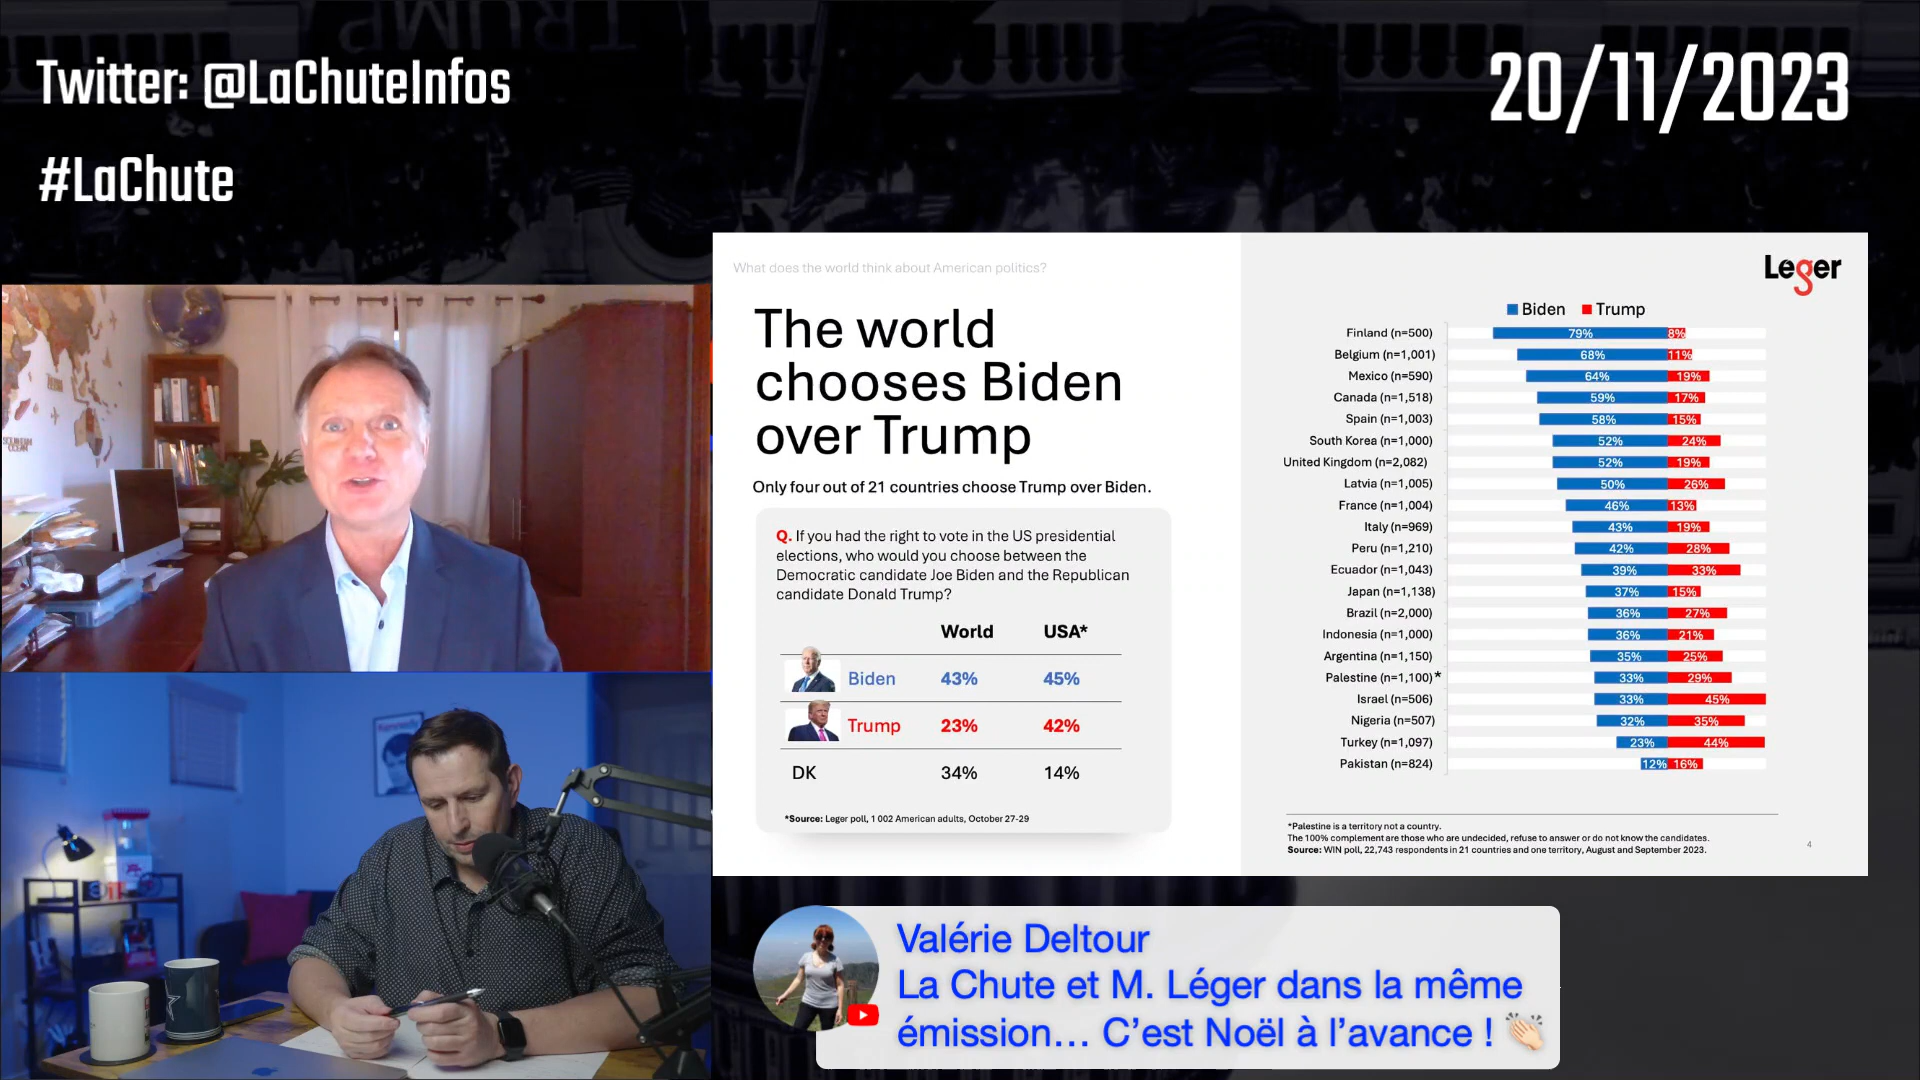 TRUMP
Twitter: @LaChuteInfos
#LaChute
20/11/2023
What does the world think about American politics?
The world
chooses Biden
over Trump
Only four out of 21 countries choose Trump over Biden.
Q. If you had the right to vote in the US presidential
elections, who would you choose between the
Democratic candidate Joe Biden and the Republican
candidate Donald Trump?
World USA*
Biden 43% 45%
Trump 23% 42%
DK 34% 14%
*Source: Leger poll, 1 002 American adults, October 27-29
Leger
Biden Trump
Finland (n=500) 79% 8%
Belgium (n=1,001) 68% 11%
Mexico (n=590) 64% 19%
Canada (n=1,518) 59% 17%
Spain (n=1,003) 58% 15%
South Korea (n=1,000) 52% 24%
United Kingdom (n=2,082) 52% 19%
Latvia (n=1,005) 50% 26%
France (n=1,004) 46% 13%
Italy (n=969) 43% 19%
Peru (n=1,210) 42% 28%
Ecuador (n=1,043) 39% 33%
Japan (n=1,138) 37% 15%
Brazil (n=2,000) 36% 27%
Indonesia (n=1,000) 36% 21%
Argentina (n=1,150) 35% 25%
Palestine (n=1,100)* 33% 29%
Israel (n=506) 33% 45%
Nigeria (n=507) 32% 35%
Turkey (n=1,097) 23% 44%
Pakistan (n=824) 12% 16%
*Palestine is a territory not a country.
The 100% complement are those who are undecided, refuse to answer or do not know the candidates.
Source: WIN poll, 22,743 respondents in 21 countries and one territory, August and September 2023.
4
Kennedy
Valérie Deltour
La Chute et M. Léger dans la même
émission… C’est Noël à l’avance ! 👏🏻